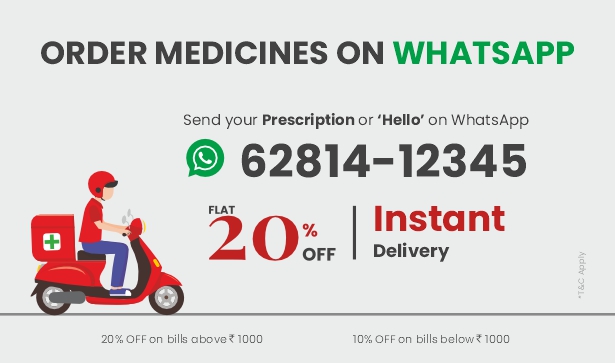 ORDER MEDICINES ON WHATSAPP
Send your Prescription or ‘Hello’ on WhatsApp
62814-12345
FLAT
20% OFF
Instant
Delivery
*T&C Apply
20% OFF on bills above ₹ 1000
10% OFF on bills below ₹ 1000